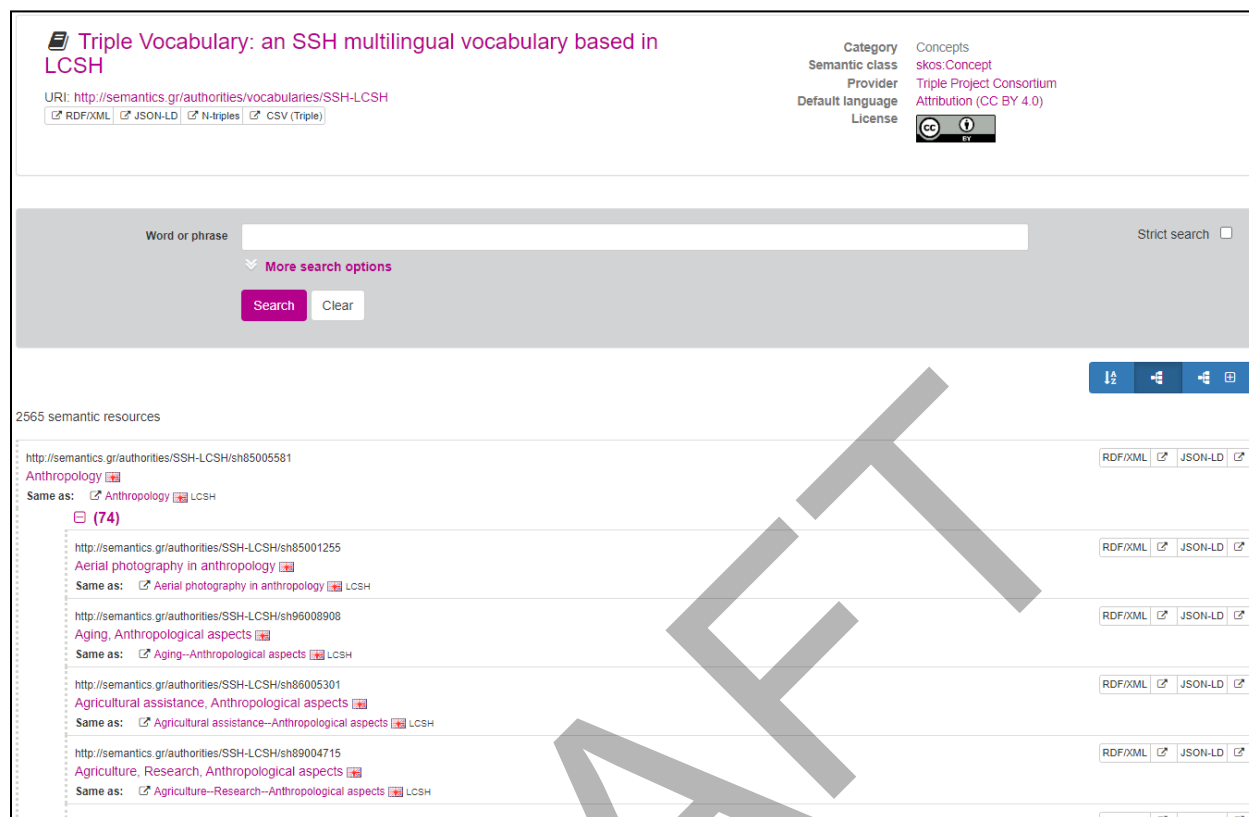 Triple Vocabulary: an SSH multilingual vocabulary based in
LCSH
URI: http://semantics.gr/authorities/vocabularies/SSH-LCSH
RDF/XML JSON-LD N-triples CSV (Triple)
Category Concepts
Semantic class skos:Concept
Provider Triple Project Consortium
Default language Attribution (CC BY 4.0)
License
cc BY
Word or phrase
Strict search
More search options
Search Clear
2565 semantic resources
http://semantics.gr/authorities/SSH-LCSH/sh85005581 RDF/XML JSON-LD
Anthropology
Same as: Anthropology LCSH
(74)
http://semantics.gr/authorities/SSH-LCSH/sh85001255 RDF/XML JSON-LD
Aerial photography in anthropology
Same as: Aerial photography in anthropology LCSH
http://semantics.gr/authorities/SSH-LCSH/sh96008908 RDF/XML JSON-LD
Aging, Anthropological aspects
Same as: Aging--Anthropological aspects LCSH
http://semantics.gr/authorities/SSH-LCSH/sh86005301 RDF/XML JSON-LD
Agricultural assistance, Anthropological aspects
Same as: Agricultural assistance--Anthropological aspects LCSH
http://semantics.gr/authorities/SSH-LCSH/sh89004715 RDF/XML JSON-LD
Agriculture, Research, Anthropological aspects
Same as: Agriculture--Research--Anthropological aspects LCSH
AFT